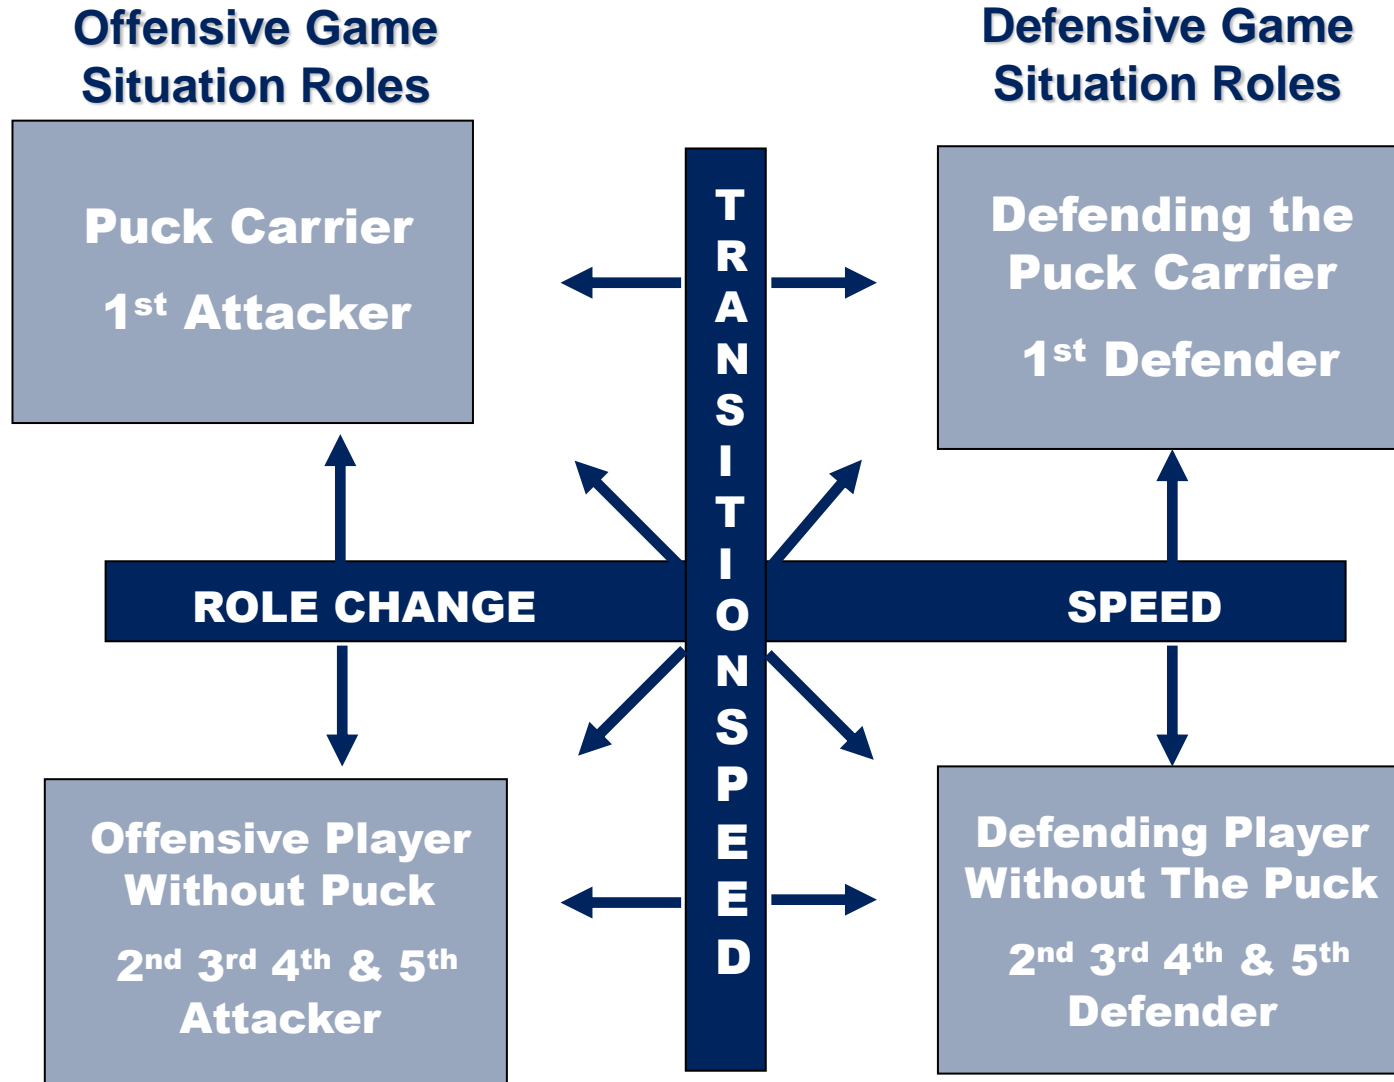 Offensive Game
Situation Roles
Defensive Game
Situation Roles
Puck Carrier
1st Attacker
Defending the
Puck Carrier
1st Defender
TRANSITIONSPEED
ROLE CHANGE
SPEED
Offensive Player
Without Puck
2nd 3rd 4th & 5th
Attacker
Defending Player
Without The Puck
2nd 3rd 4th & 5th
Defender